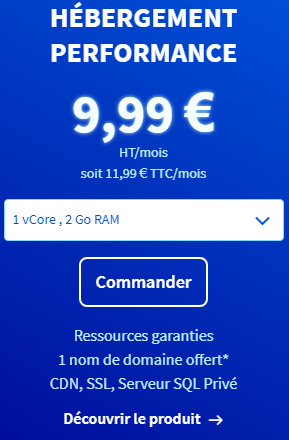 HÉBERGEMENT
PERFORMANCE
9,99 €
HT/mois
soit 11,99 € TTC/mois
1 vCore , 2 Go RAM
Commander
Ressources garanties
1 nom de domaine offert*
CDN, SSL, Serveur SQL Privé
Découvrir le produit →